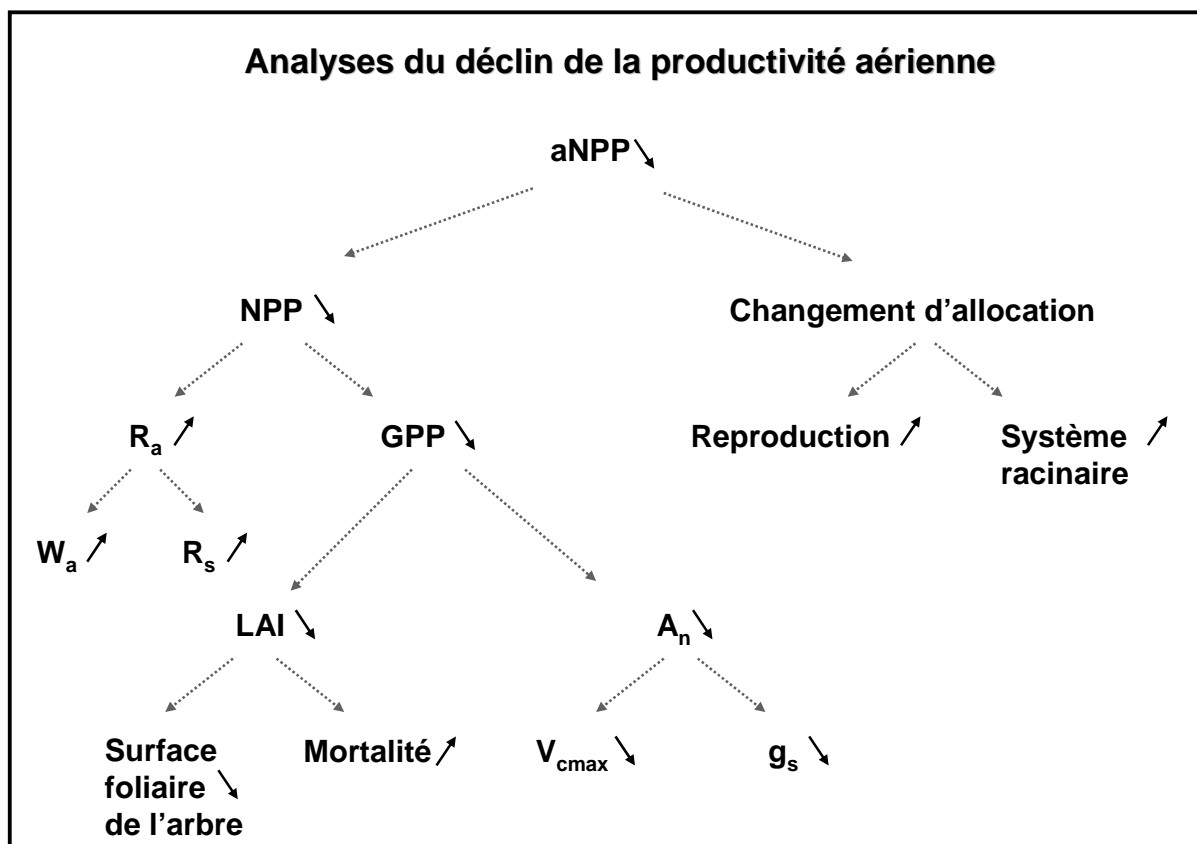 Analyses du déclin de la productivité aérienne
aNPP
NPP
Changement d’allocation
Ra
GPP
Reproduction
Système
racinaire
Wa
Rs
LAI
An
Surface
foliaire
de l’arbre
Mortalité
Vcmax
gs